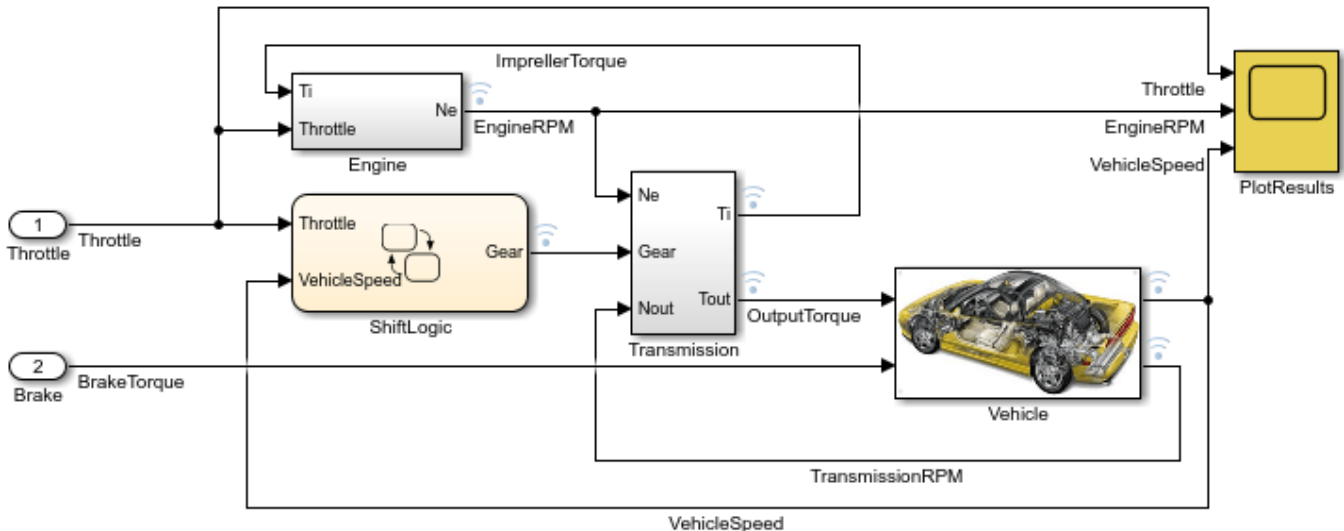 ImprellerTorque
Ti
Throttle
Ne
EngineRPM
Engine
Throttle
EngineRPM
VehicleSpeed
PlotResults
1
Throttle
Throttle
Throttle
VehicleSpeed
Gear
ShiftLogic
Ne
Gear
Nout
Ti
Tout
Transmission
OutputTorque
2
Brake
BrakeTorque
Vehicle
TransmissionRPM
VehicleSpeed